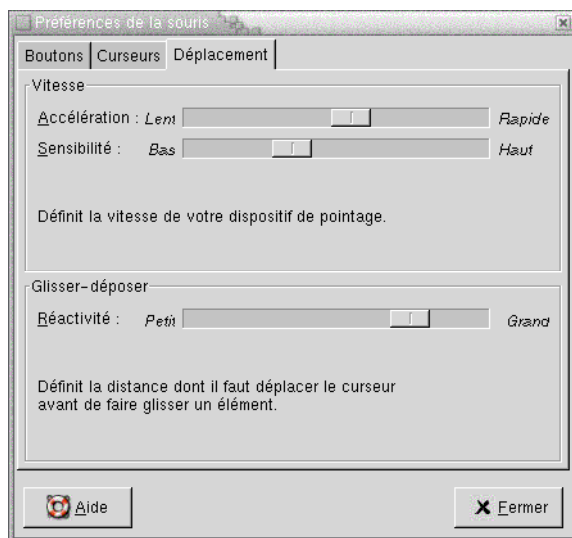 Préférences de la souris
Boutons Curseurs Déplacement
Vitesse
Accélération : Lent Rapide
Sensibilité : Bas Haut
Définit la vitesse de votre dispositif de pointage.
Glisser-déposer
Réactivité : Petit Grand
Définit la distance dont il faut déplacer le curseur
avant de faire glisser un élément.
Aide Fermer